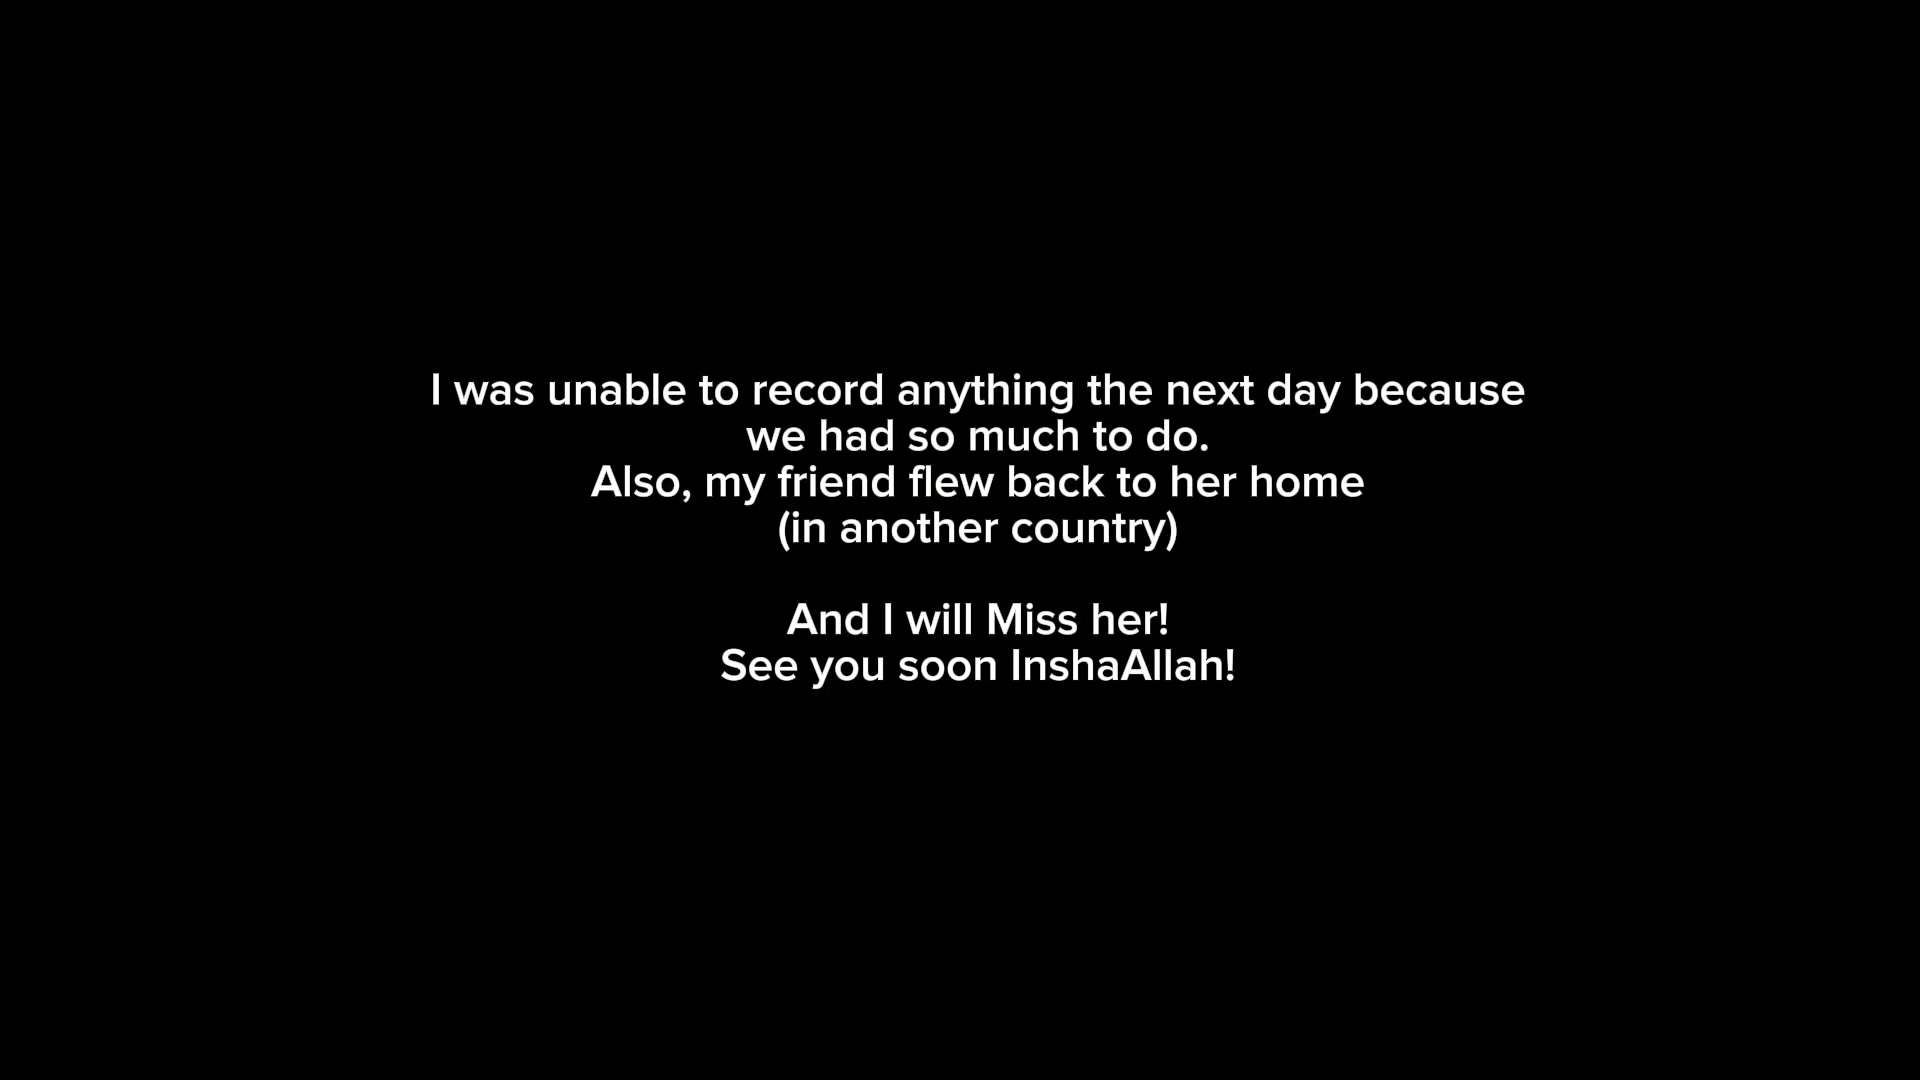 I was unable to record anything the next day because
we had so much to do.
Also, my friend flew back to her home
(in another country)
And I will Miss her!
See you soon InshaAllah!